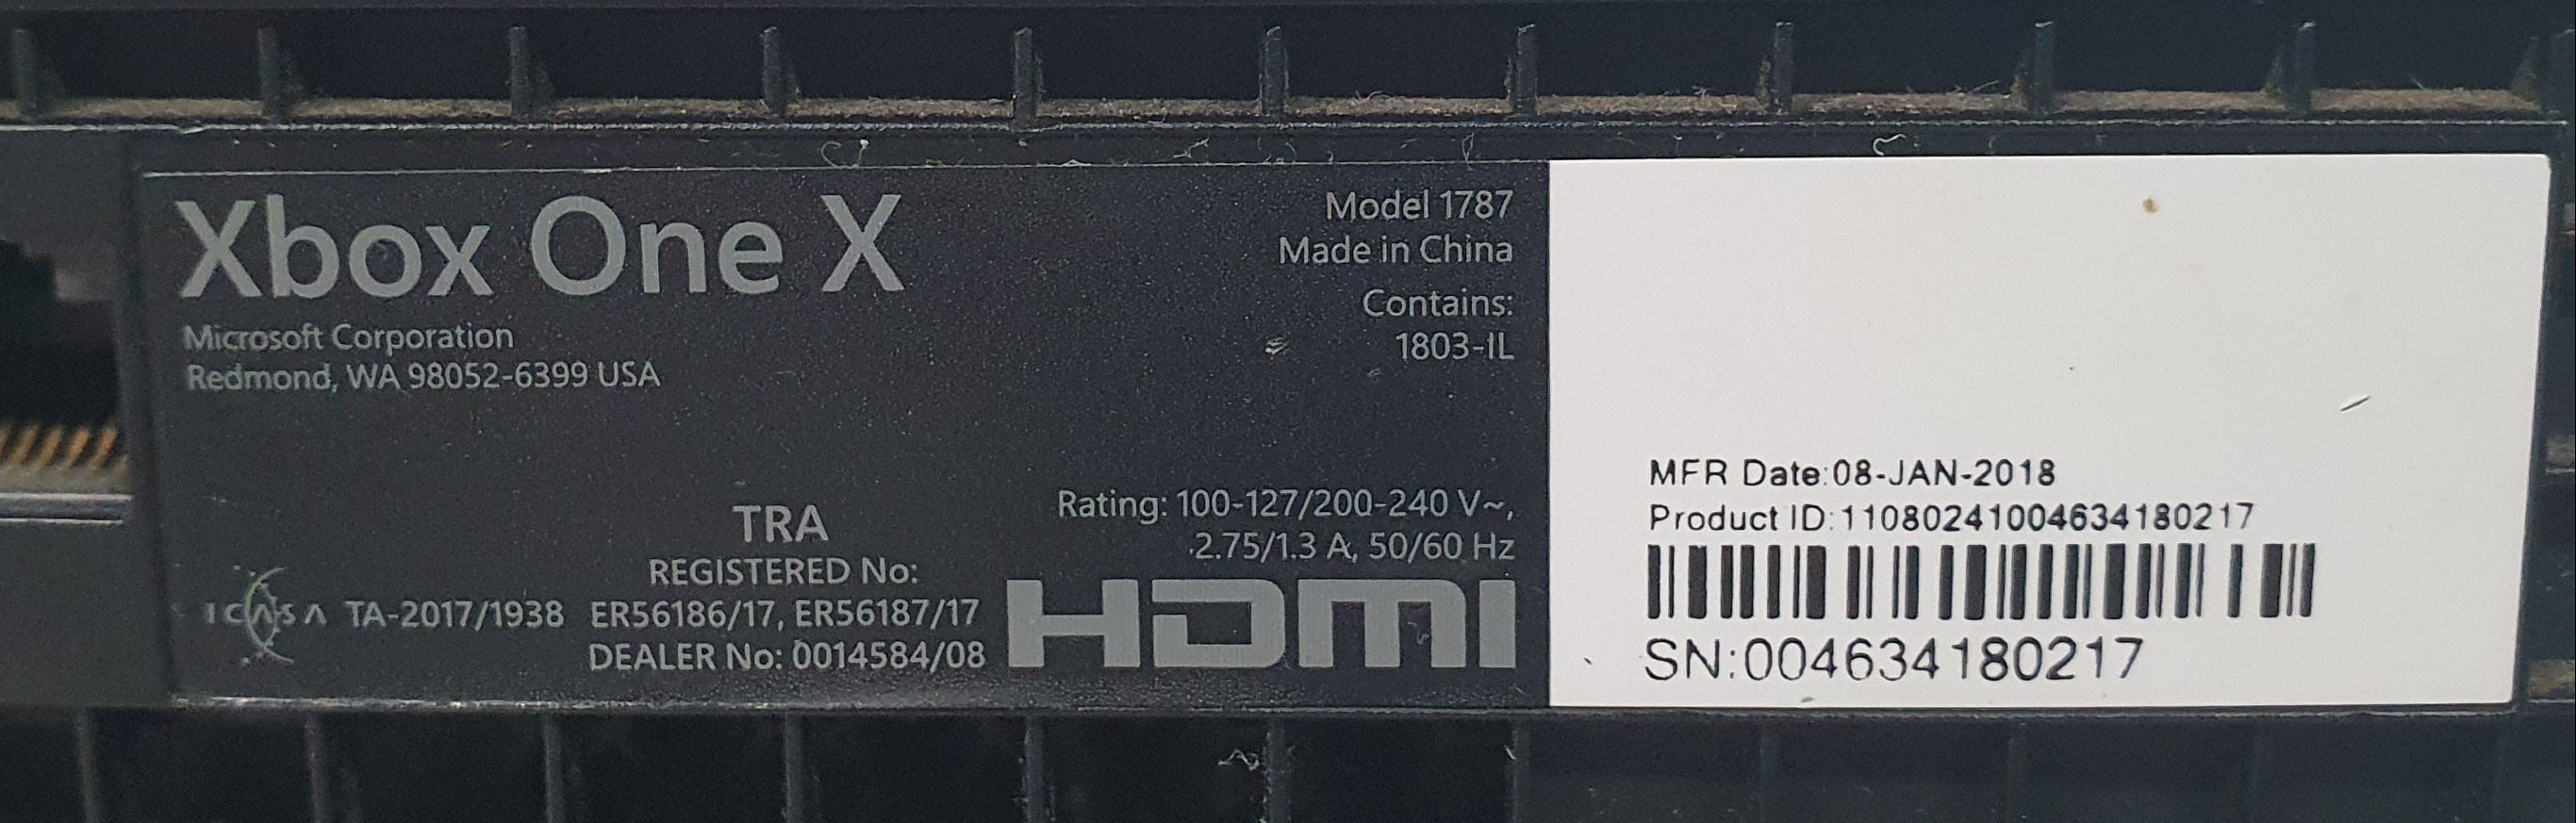 Xbox One X
Microsoft Corporation
Redmond, WA 98052-6399 USA
Model 1787
Made in China
Contains:
1803-IL
ICASA TA-2017/1938
TRA
REGISTERED No:
ER56186/17, ER56187/17
DEALER No: 0014584/08
Rating: 100-127/200-240 V~,
2.75/1.3 A, 50/60 Hz
HDMI
MFR Date:08-JAN-2018
Product ID:11080241004634180217
SN:004634180217